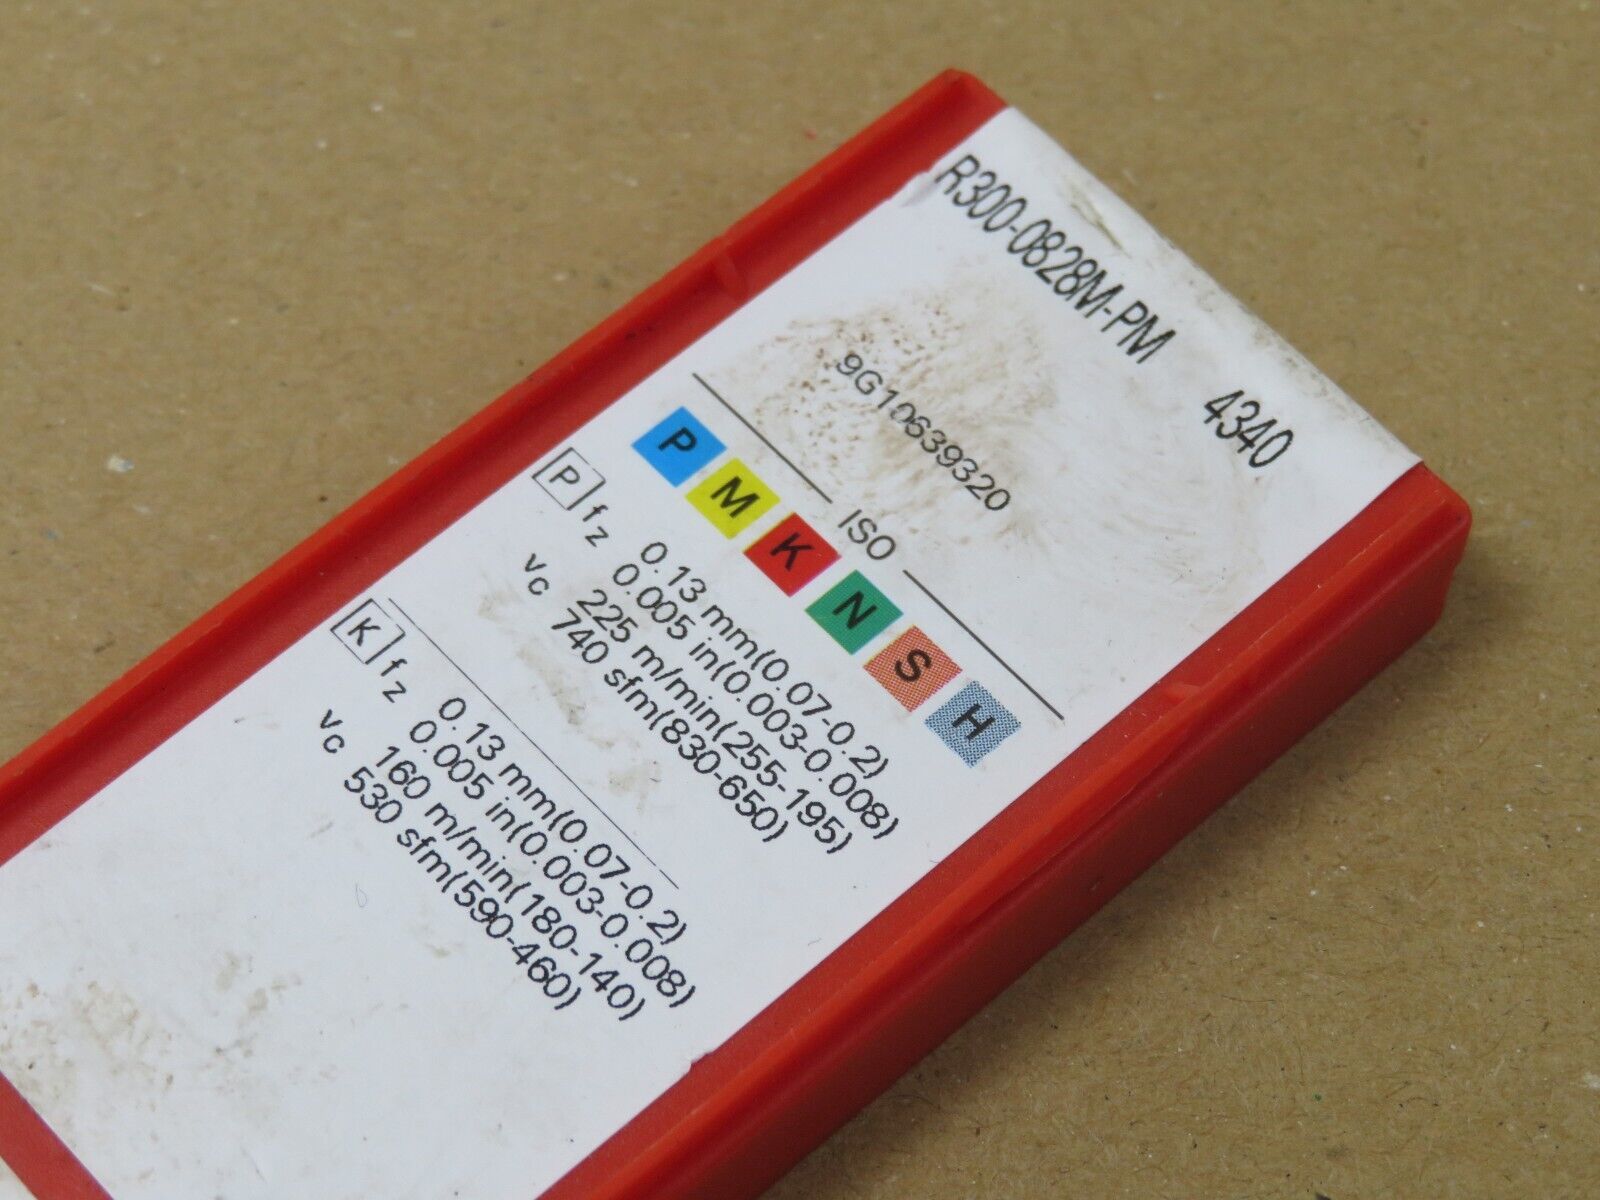 R300-0828M-PM 4340
9G10639320
ISO
P M K N S H
P fz 0.13 mm(0.07-0.2)
0.005 in(0.003-0.008)
vc 225 m/min(255-195)
740 sfm(830-650)
K fz 0.13 mm(0.07-0.2)
0.005 in(0.003-0.008)
vc 160 m/min(180-140)
530 sfm(590-460)